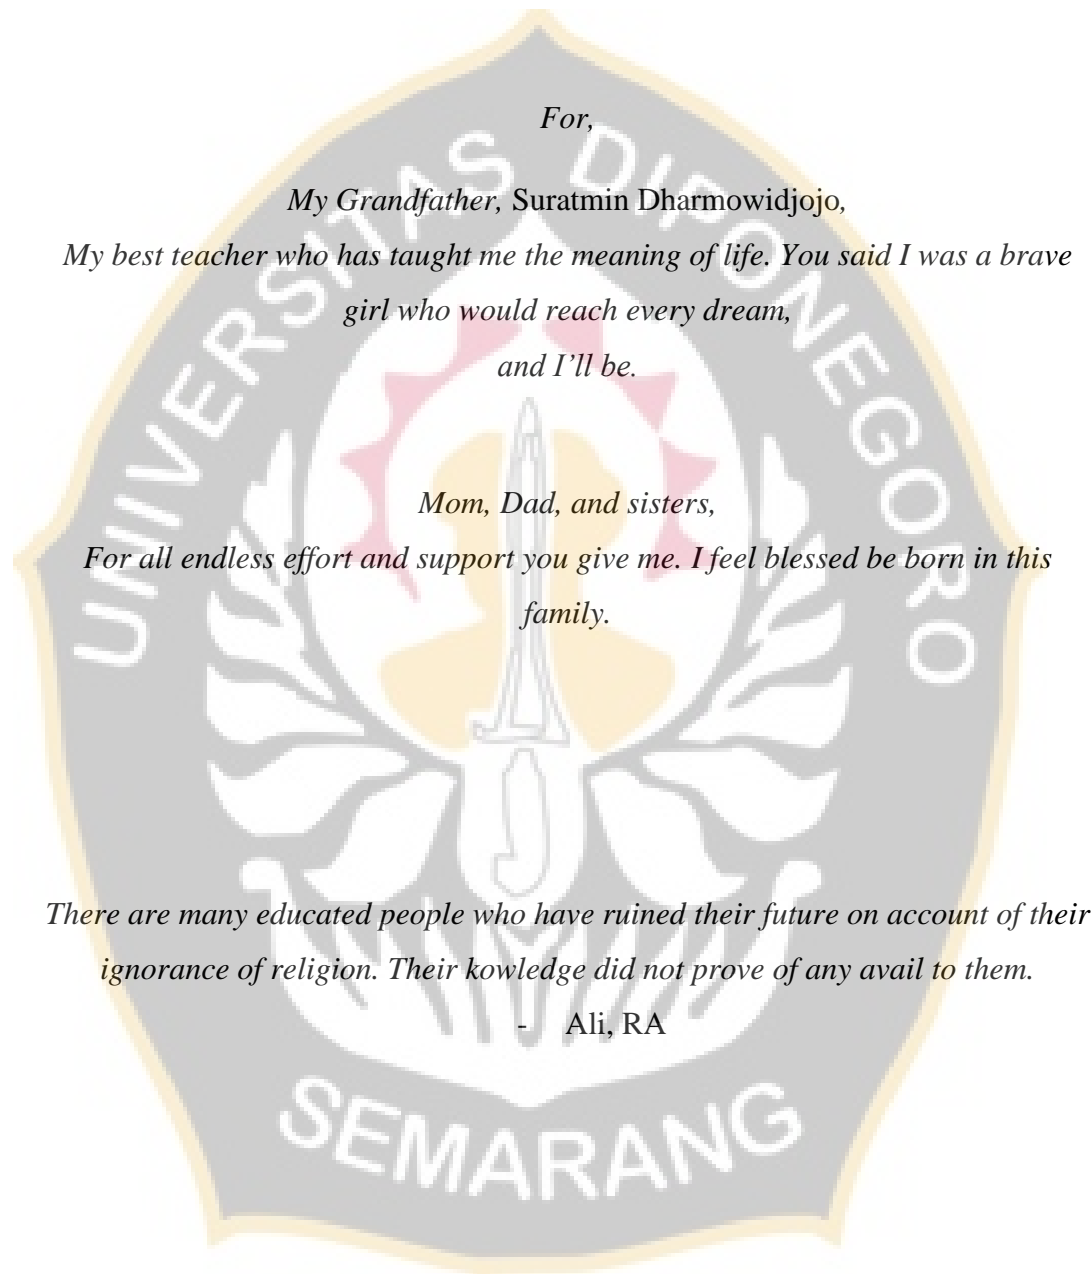 UNIVERSITAS DIPONEGORO
For,
My Grandfather, Suratmin Dharmowidjojo,
My best teacher who has taught me the meaning of life. You said I was a brave
girl who would reach every dream,
and I’ll be.
Mom, Dad, and sisters,
For all endless effort and support you give me. I feel blessed be born in this
family.
There are many educated people who have ruined their future on account of their
ignorance of religion. Their kowledge did not prove of any avail to them.
- Ali, RA
SEMARANG